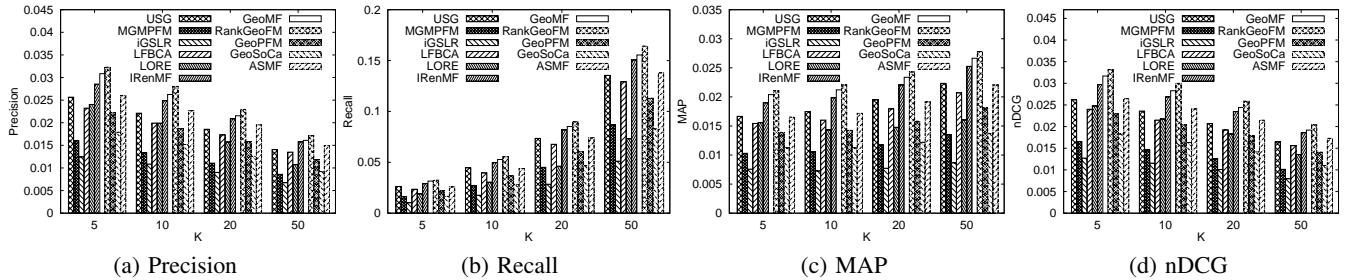 0.045
0.04
0.035
0.03
0.025
0.02
0.015
0.01
0.005
0
Precision
USG
MGMPFM
iGSLR
LFBCA
LORE
IRenMF
GeoMF
RankGeoFM
GeoPFM
GeoSoCa
ASMF
5 10 20 50
K
(a) Precision
0.2
0.15
0.1
0.05
0
Recall
USG
MGMPFM
iGSLR
LFBCA
LORE
IRenMF
GeoMF
RankGeoFM
GeoPFM
GeoSoCa
ASMF
5 10 20 50
K
(b) Recall
0.035
0.03
0.025
0.02
0.015
0.01
0.005
0
MAP
USG
MGMPFM
iGSLR
LFBCA
LORE
IRenMF
GeoMF
RankGeoFM
GeoPFM
GeoSoCa
ASMF
5 10 20 50
K
(c) MAP
0.045
0.04
0.035
0.03
0.025
0.02
0.015
0.01
0.005
0
nDCG
USG
MGMPFM
iGSLR
LFBCA
LORE
IRenMF
GeoMF
RankGeoFM
GeoPFM
GeoSoCa
ASMF
5 10 20 50
K
(d) nDCG